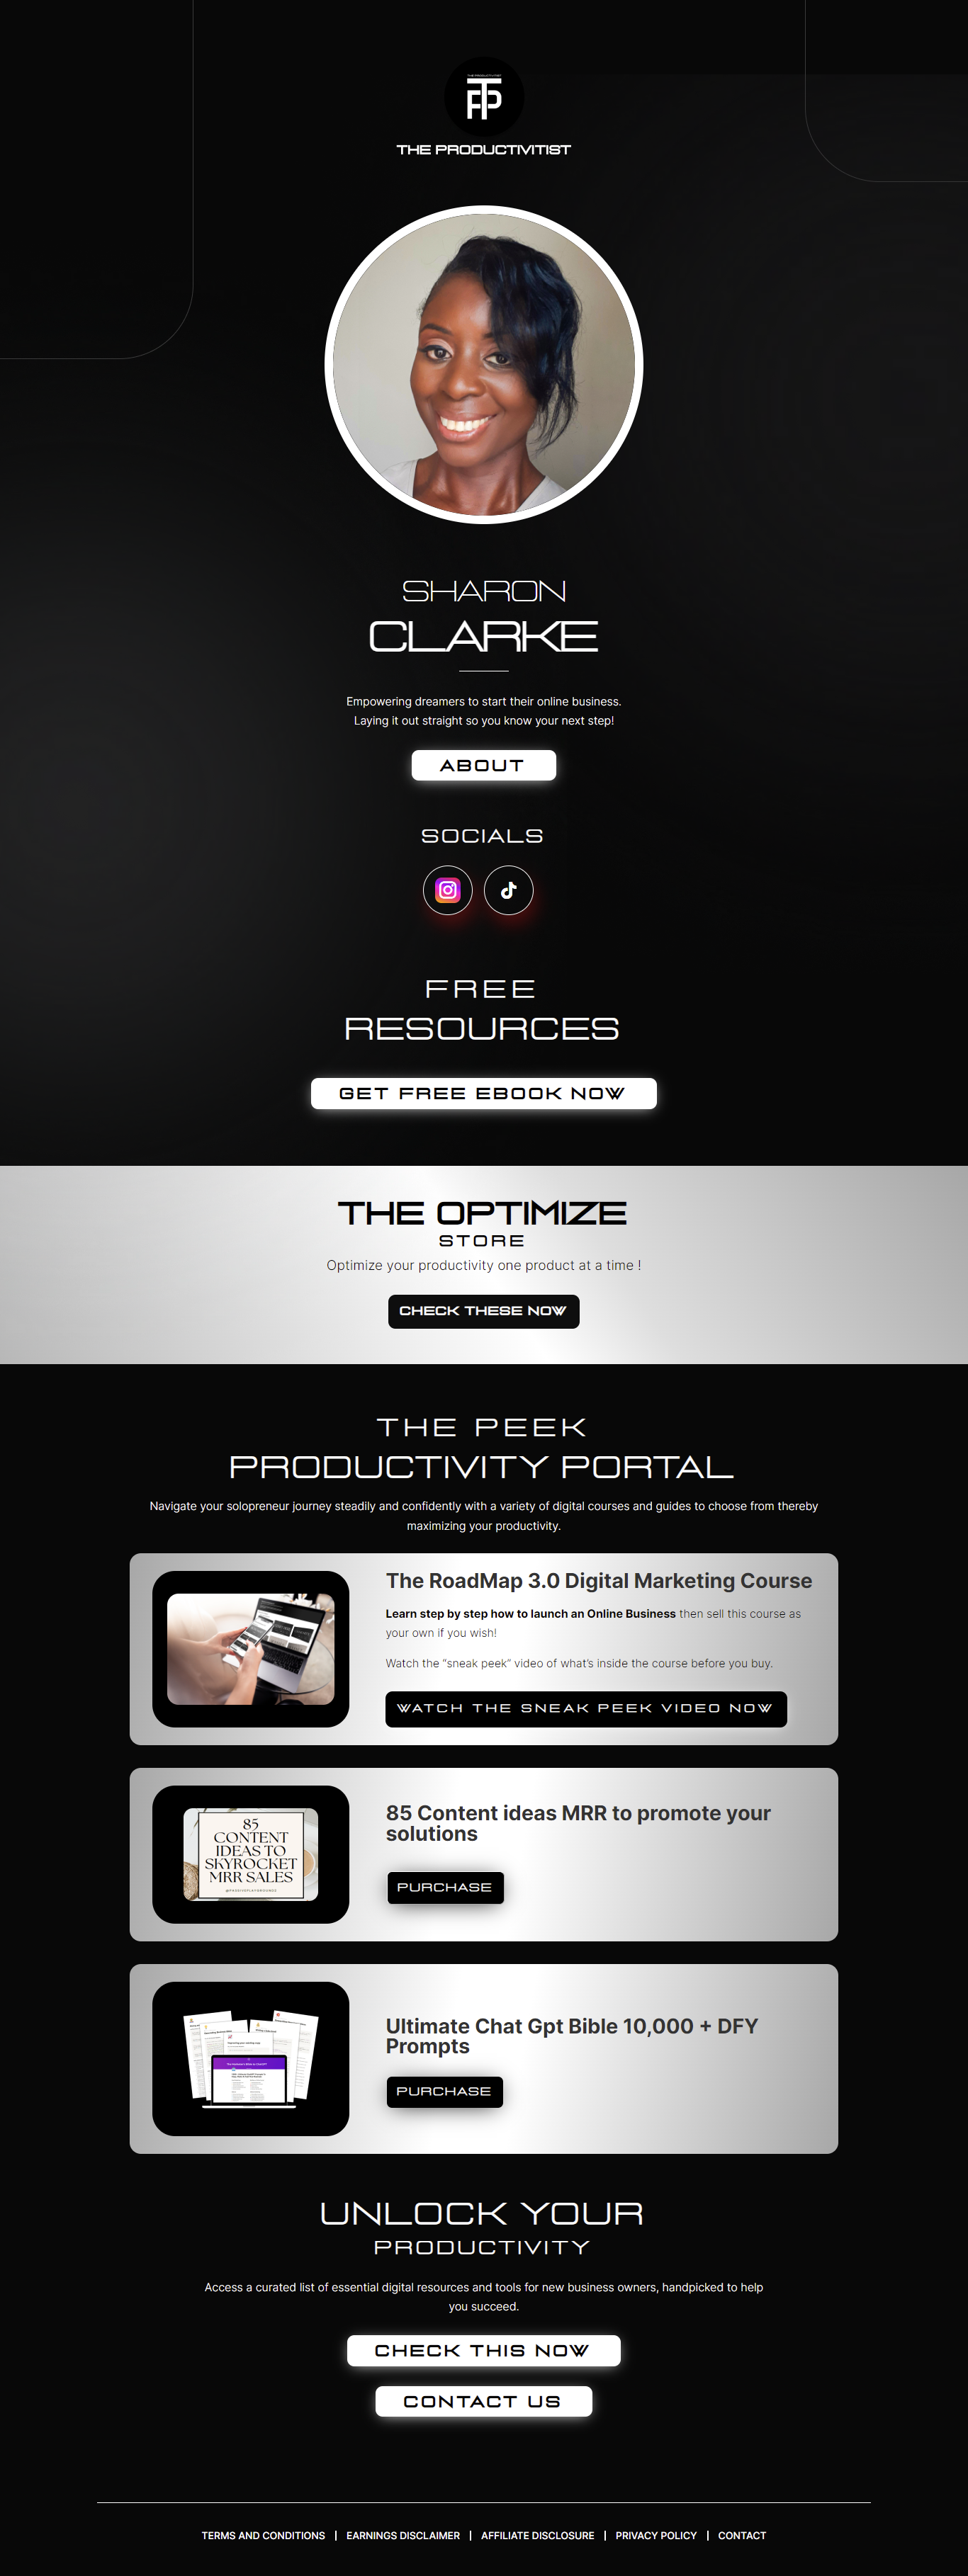 THE PRODUCTIVITIST
SHARON
CLARKE
Empowering dreamers to start their online business.
Laying it out straight so you know your next step!
ABOUT
SOCIALS
FREE
RESOURCES
GET FREE EBOOK NOW
THE OPTIMIZE
STORE
Optimize your productivity one product at a time !
CHECK THESE NOW
THE PEEK
PRODUCTIVITY PORTAL
Navigate your solopreneur journey steadily and confidently with a variety of digital courses and guides to choose from thereby
maximizing your productivity.
The RoadMap 3.0 Digital Marketing Course
Learn step by step how to launch an Online Business then sell this course as
your own if you wish!
Watch the “sneak peek” video of what’s inside the course before you buy.
WATCH THE SNEAK PEEK VIDEO NOW
85
CONTENT
IDEAS TO
SKYROCKET
MRR SALES
85 Content ideas MRR to promote your
solutions
PURCHASE
Ultimate Chat Gpt Bible 10,000 + DFY
Prompts
PURCHASE
UNLOCK YOUR
PRODUCTIVITY
Access a curated list of essential digital resources and tools for new business owners, handpicked to help
you succeed.
CHECK THIS NOW
CONTACT US
TERMS AND CONDITIONS | EARNINGS DISCLAIMER | AFFILIATE DISCLOSURE | PRIVACY POLICY | CONTACT